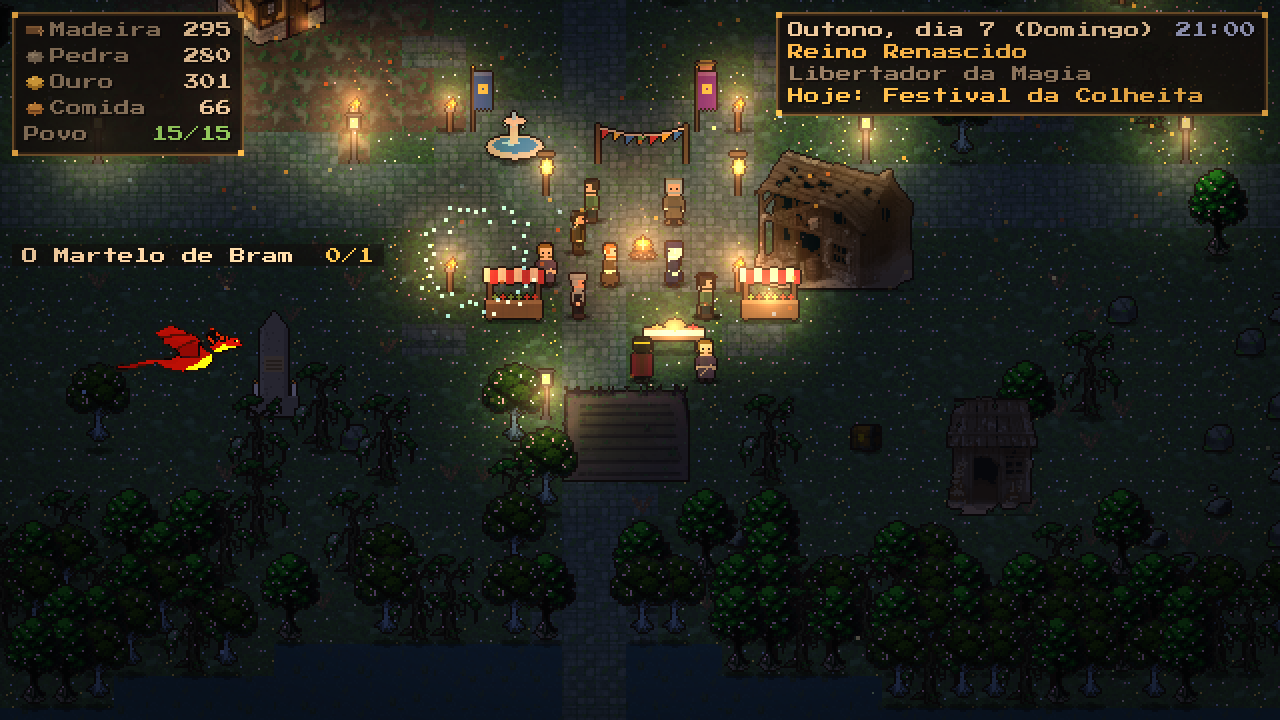 Madeira 295
Pedra 280
Ouro 301
Comida 66
Povo 15/15
Outono, dia 7 (Domingo) 21:00
Reino Renascido
Libertador da Magia
Hoje: Festival da Colheita
O Martelo de Bram 0/1